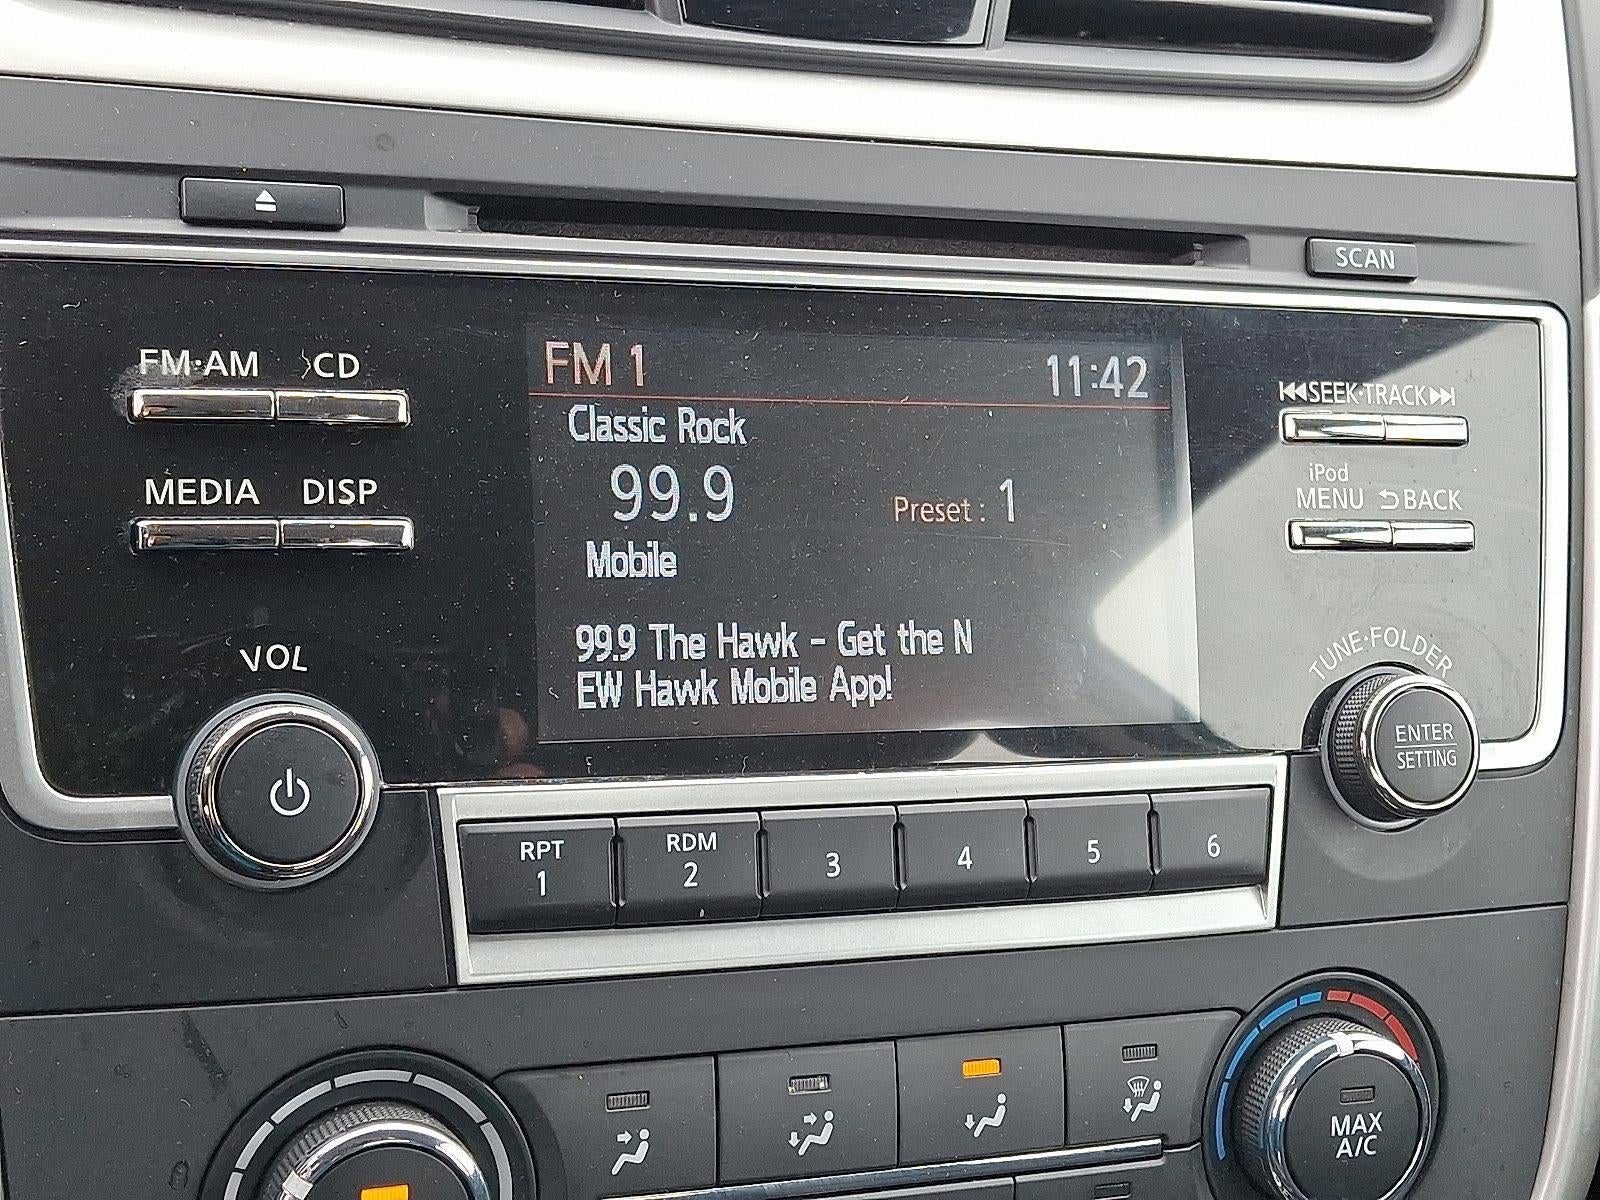 SCAN
FM·AM CD
FM 1 11:42
⏮SEEK·TRACK⏭
Classic Rock
99.9 Preset : 1
iPod
MEDIA DISP
MENU ⮌BACK
Mobile
99.9 The Hawk - Get the N
EW Hawk Mobile App!
VOL
TUNE·FOLDER
ENTER
SETTING
RPT
1
RDM
2
3
4
5
6
MAX
A/C